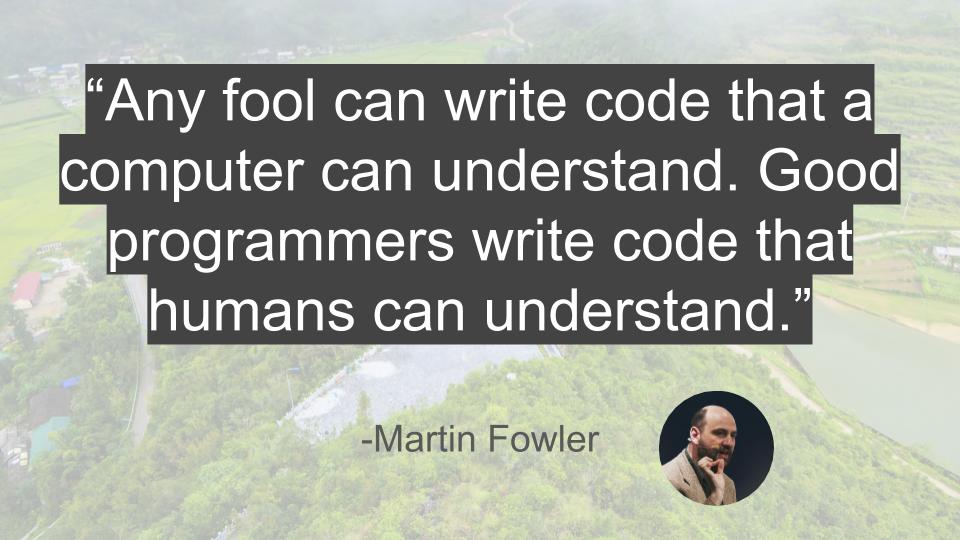 “Any fool can write code that a
computer can understand. Good
programmers write code that
humans can understand.”
-Martin Fowler